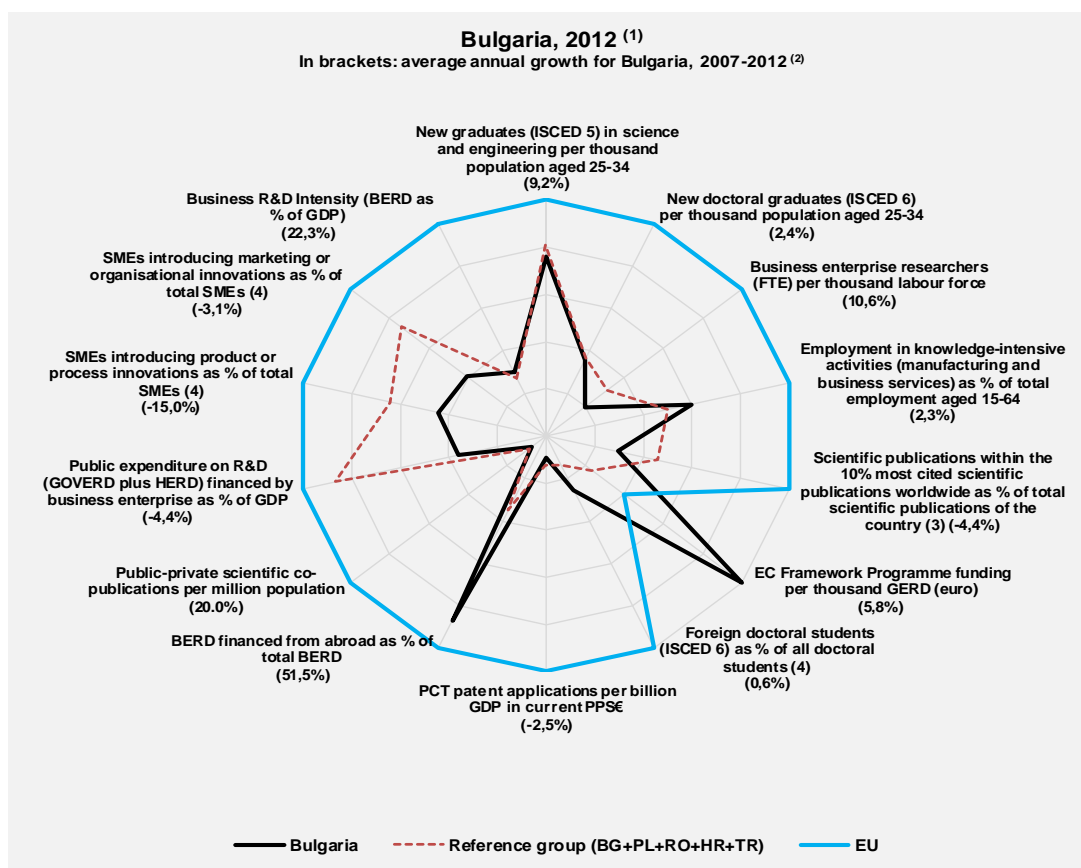 Bulgaria, 2012 (1)
In brackets: average annual growth for Bulgaria, 2007-2012 (2)
New graduates (ISCED 5) in science
and engineering per thousand
population aged 25-34
(9,2%)
New doctoral graduates (ISCED 6)
per thousand population aged 25-34
(2,4%)
Business enterprise researchers
(FTE) per thousand labour force
(10,6%)
Employment in knowledge-intensive
activities (manufacturing and
business services) as % of total
employment aged 15-64
(2,3%)
Scientific publications within the
10% most cited scientific
publications worldwide as % of total
scientific publications of the
country (3) (-4,4%)
EC Framework Programme funding
per thousand GERD (euro)
(5,8%)
Foreign doctoral students
(ISCED 6) as % of all doctoral
students (4)
(0,6%)
PCT patent applications per billion
GDP in current PPS€
(-2,5%)
BERD financed from abroad as % of
total BERD
(51,5%)
Public-private scientific co-
publications per million population
(20.0%)
Public expenditure on R&D
(GOVERD plus HERD) financed by
business enterprise as % of GDP
(-4,4%)
SMEs introducing product or
process innovations as % of total
SMEs (4)
(-15,0%)
SMEs introducing marketing or
organisational innovations as % of
total SMEs (4)
(-3,1%)
Business R&D Intensity (BERD as
% of GDP)
(22,3%)
Bulgaria
Reference group (BG+PL+RO+HR+TR)
EU